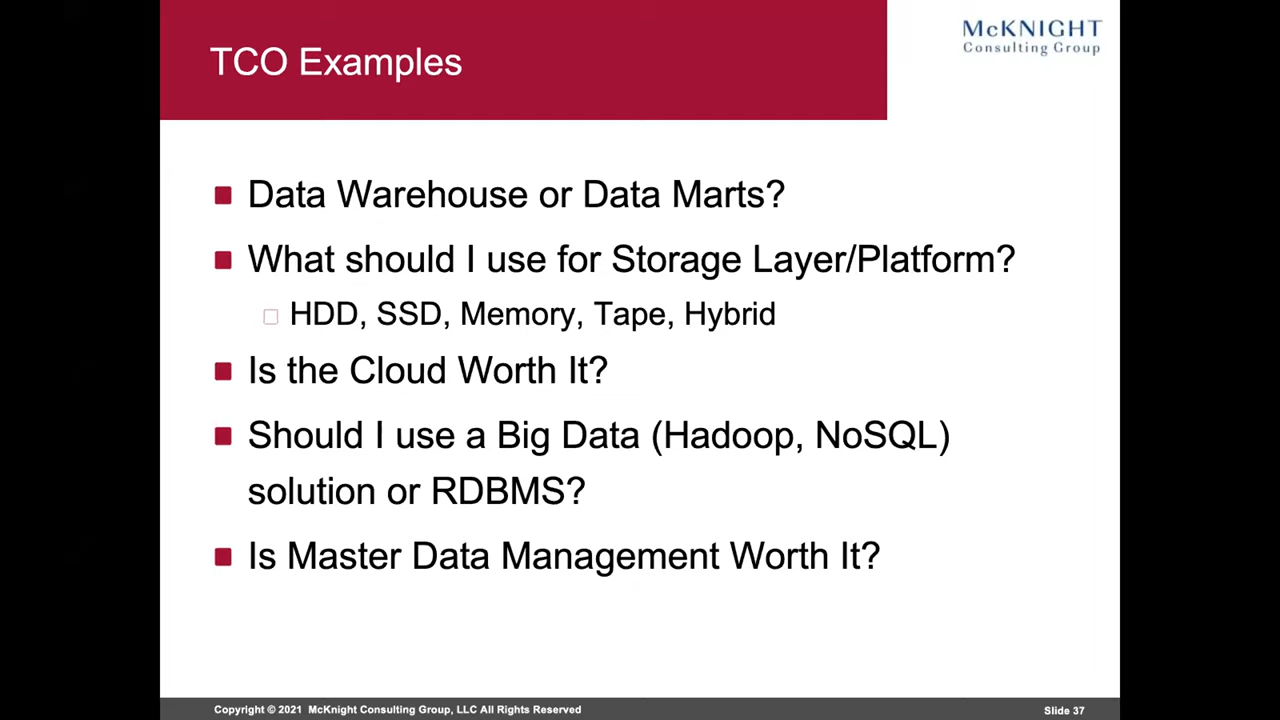 TCO Examples
McKNIGHT
Consulting Group
Data Warehouse or Data Marts?
What should I use for Storage Layer/Platform?
HDD, SSD, Memory, Tape, Hybrid
Is the Cloud Worth It?
Should I use a Big Data (Hadoop, NoSQL)
solution or RDBMS?
Is Master Data Management Worth It?
Copyright © 2021 McKnight Consulting Group, LLC All Rights Reserved
Slide 37